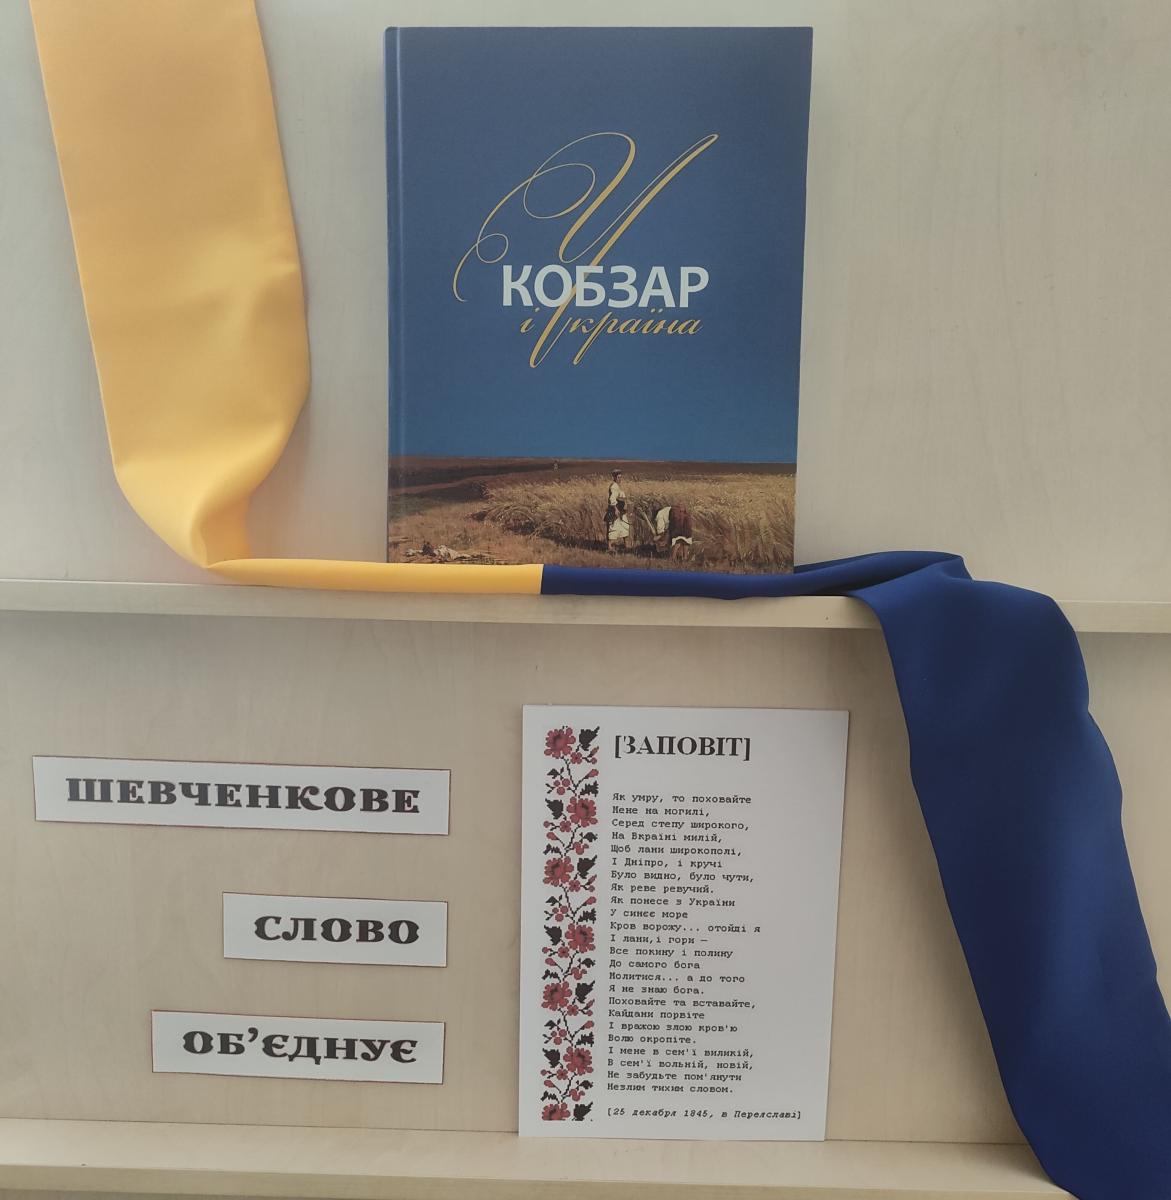 КОБЗАР
і Україна
ШЕВЧЕНКОВЕ
СЛОВО
ОБ’ЄДНУЄ
[ЗАПОВІТ]
Як умру, то поховайте
Мене на могилі,
Серед степу широкого,
На Вкраїні милій,
Щоб лани широкополі,
І Дніпро, і кручі
Було видно, було чути,
Як реве ревучий.
Як понесе з України
У синєє море
Кров ворожу... отойді я
І лани,і гори —
Все покину і полину
До самого бога
Молитися... а до того
Я не знаю бога.
Поховайте та вставайте,
Кайдани порвіте
І вражою злою кров'ю
Волю окропіте.
І мене в сем'ї великій,
В сем'ї вольній, новій,
Не забудьте пом'янути
Незлим тихим словом.
[25 декабря 1845, в Переяславі]